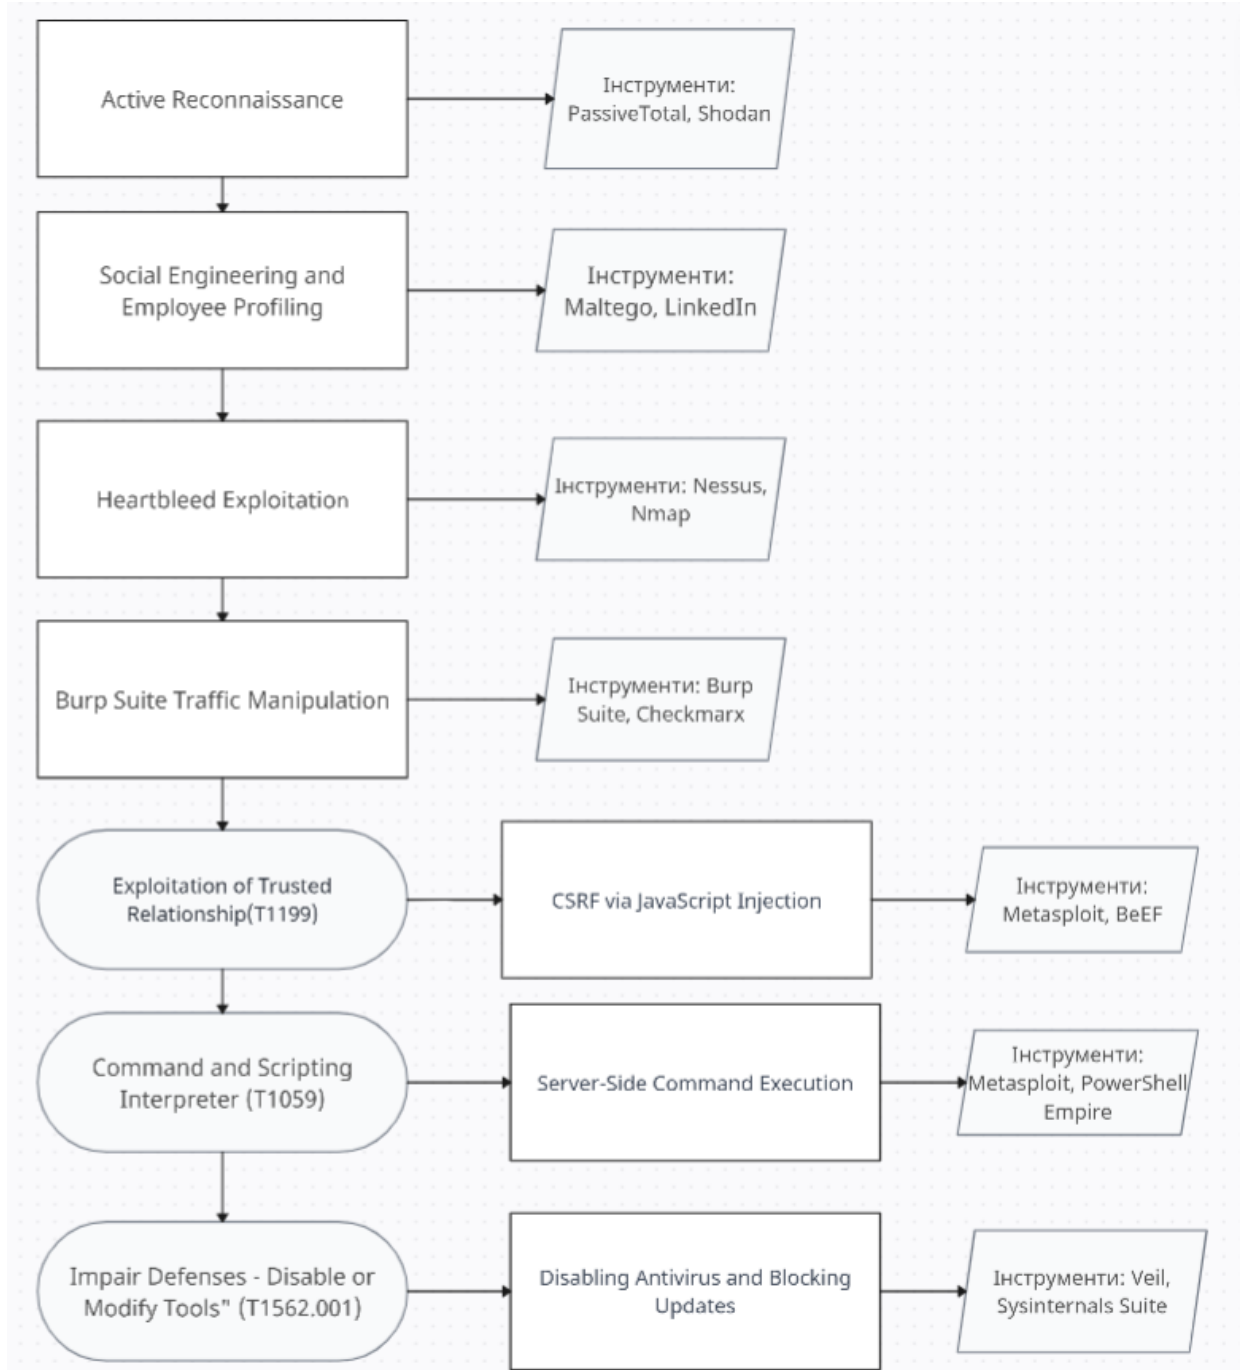 Active Reconnaissance
Інструменти:
PassiveTotal, Shodan
Social Engineering and
Employee Profiling
Інструменти:
Maltego, LinkedIn
Heartbleed Exploitation
Інструменти: Nessus,
Nmap
Burp Suite Traffic Manipulation
Інструменти: Burp
Suite, Checkmarx
Exploitation of Trusted
Relationship(T1199)
CSRF via JavaScript Injection
Інструменти:
Metasploit, BeEF
Command and Scripting
Interpreter (T1059)
Server-Side Command Execution
Інструменти:
Metasploit, PowerShell
Empire
Impair Defenses - Disable or
Modify Tools" (T1562.001)
Disabling Antivirus and Blocking
Updates
Інструменти: Veil,
Sysinternals Suite